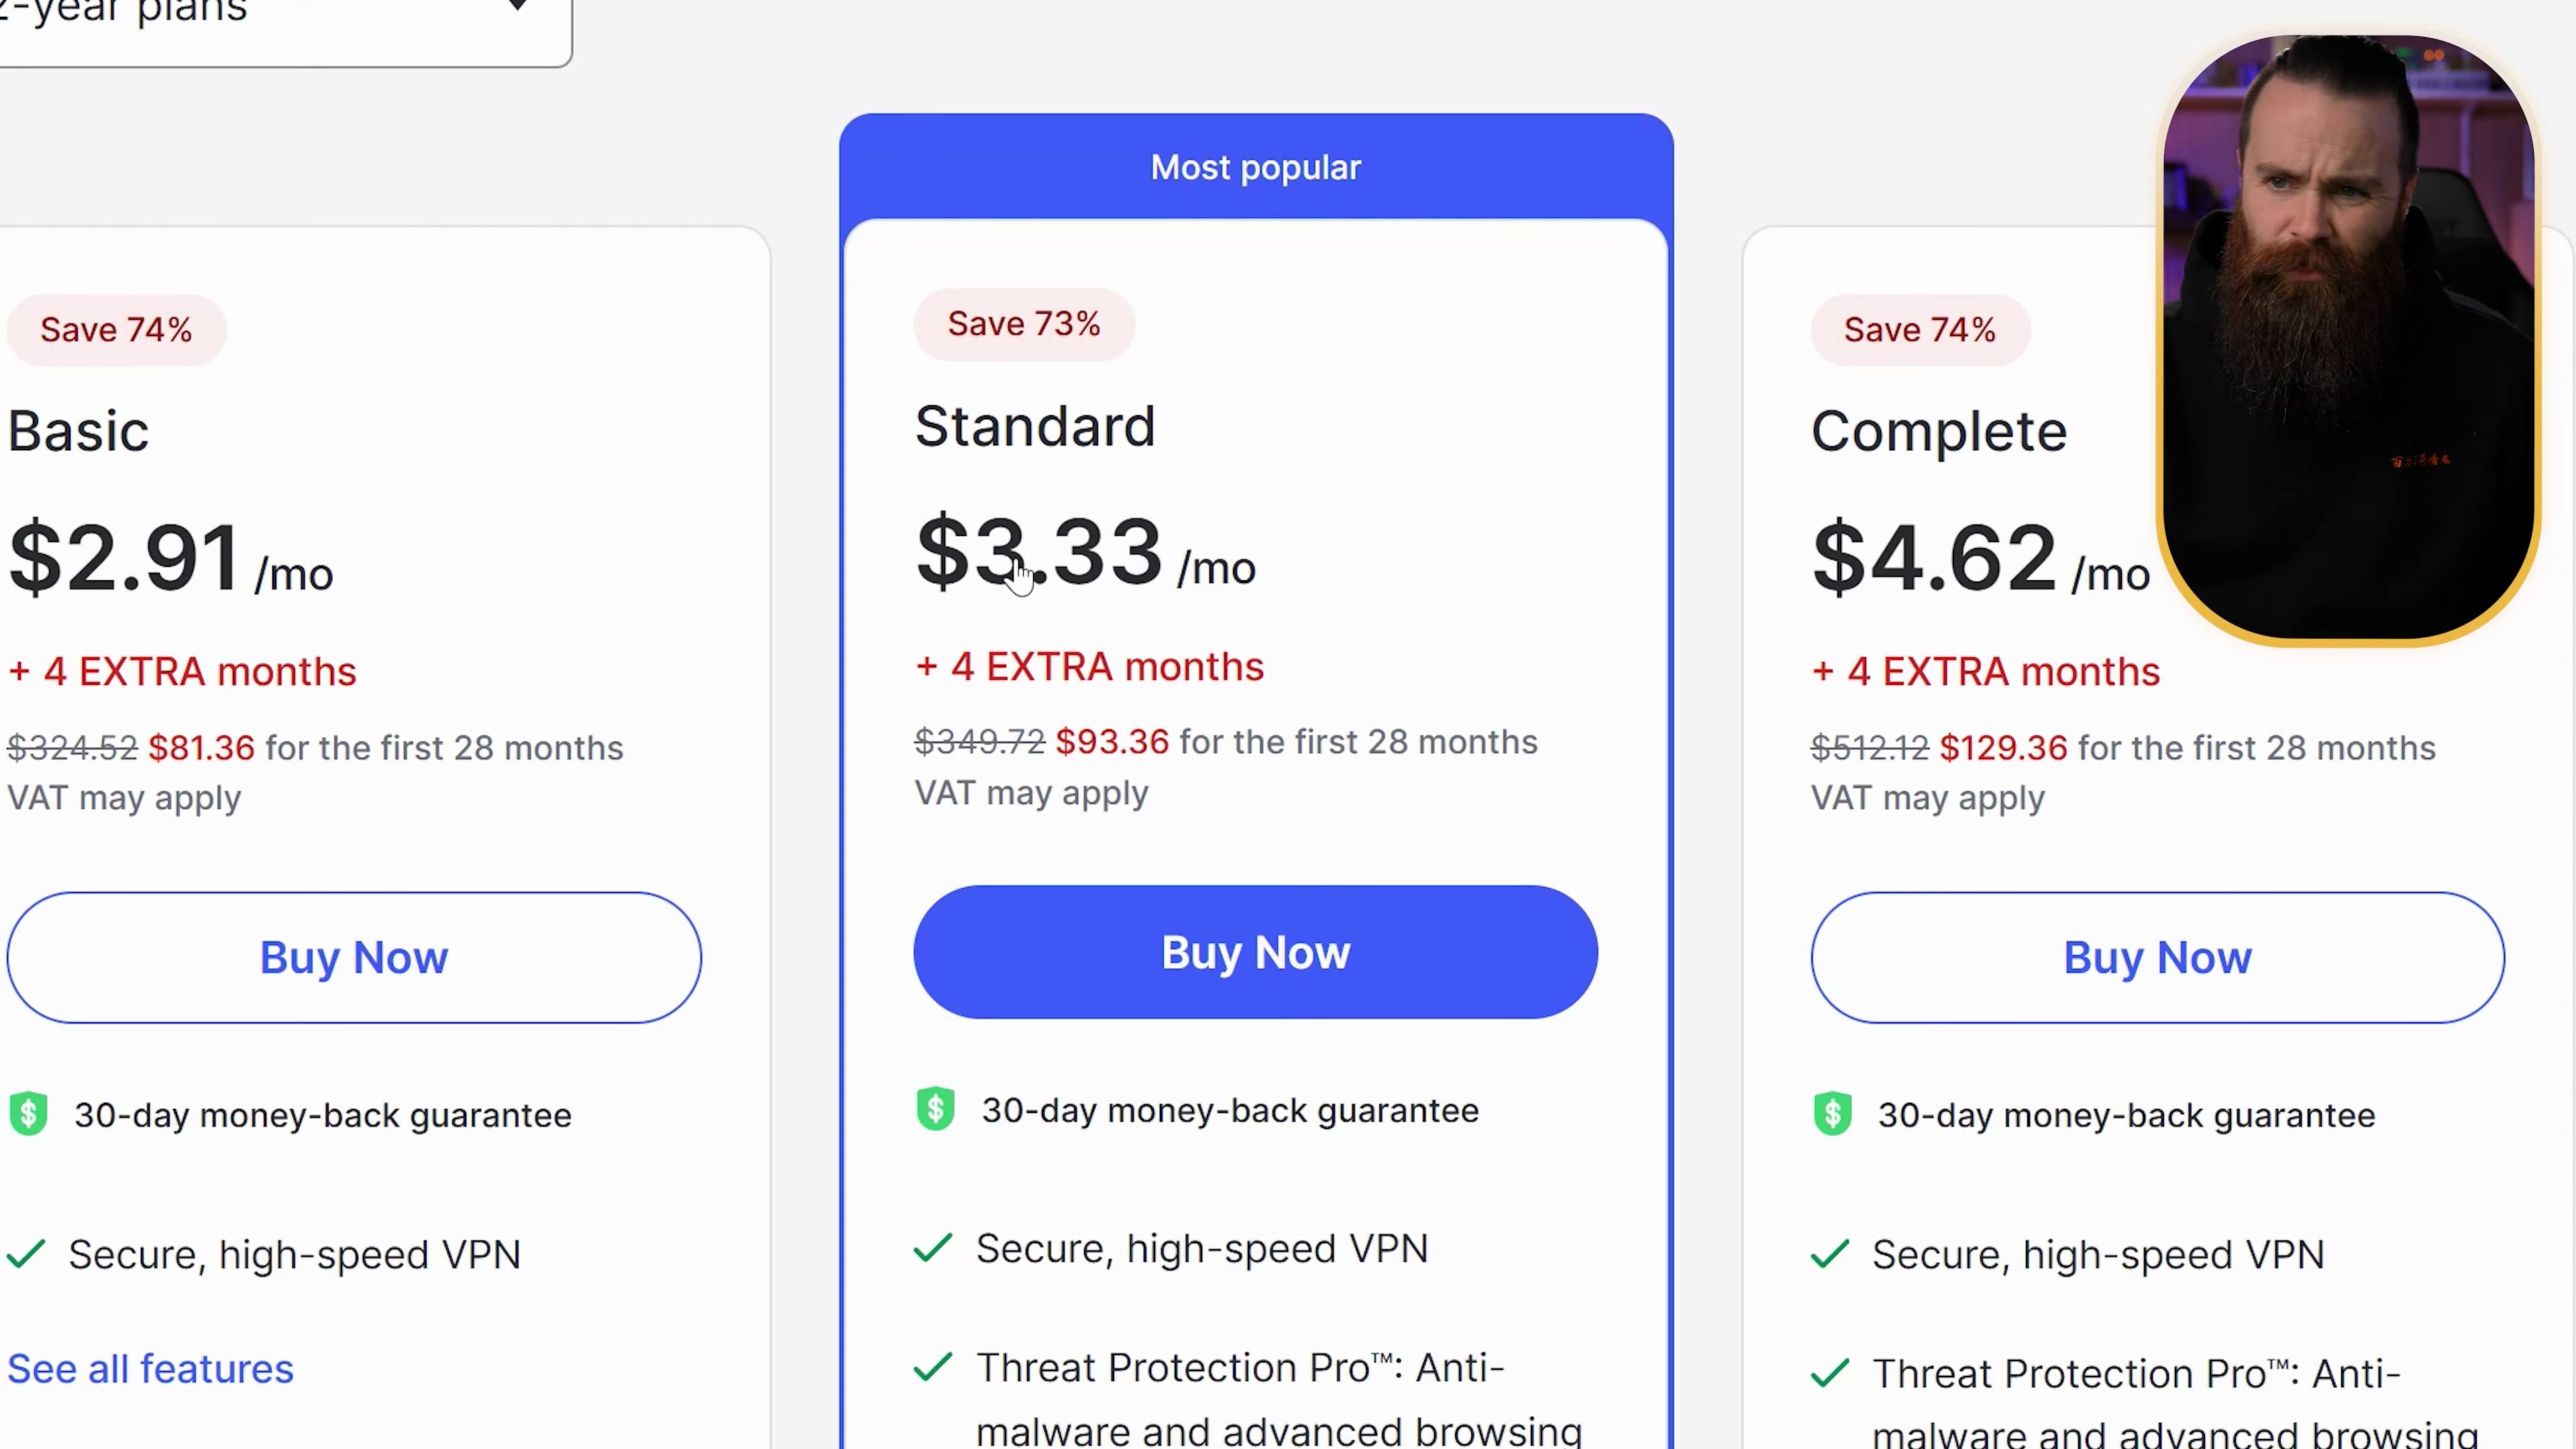 2-year plans
Most popular
Save 74%
Basic
$2.91 /mo
+ 4 EXTRA months
$324.52 $81.36 for the first 28 months
VAT may apply
Buy Now
30-day money-back guarantee
Secure, high-speed VPN
See all features
Save 73%
Standard
$3.33 /mo
+ 4 EXTRA months
$349.72 $93.36 for the first 28 months
VAT may apply
Buy Now
30-day money-back guarantee
Secure, high-speed VPN
Threat Protection Pro™: Anti-
malware and advanced browsing
Save 74%
Complete
$4.62 /mo
+ 4 EXTRA months
$512.12 $129.36 for the first 28 months
VAT may apply
Buy Now
30-day money-back guarantee
Secure, high-speed VPN
Threat Protection Pro™: Anti-
malware and advanced browsing